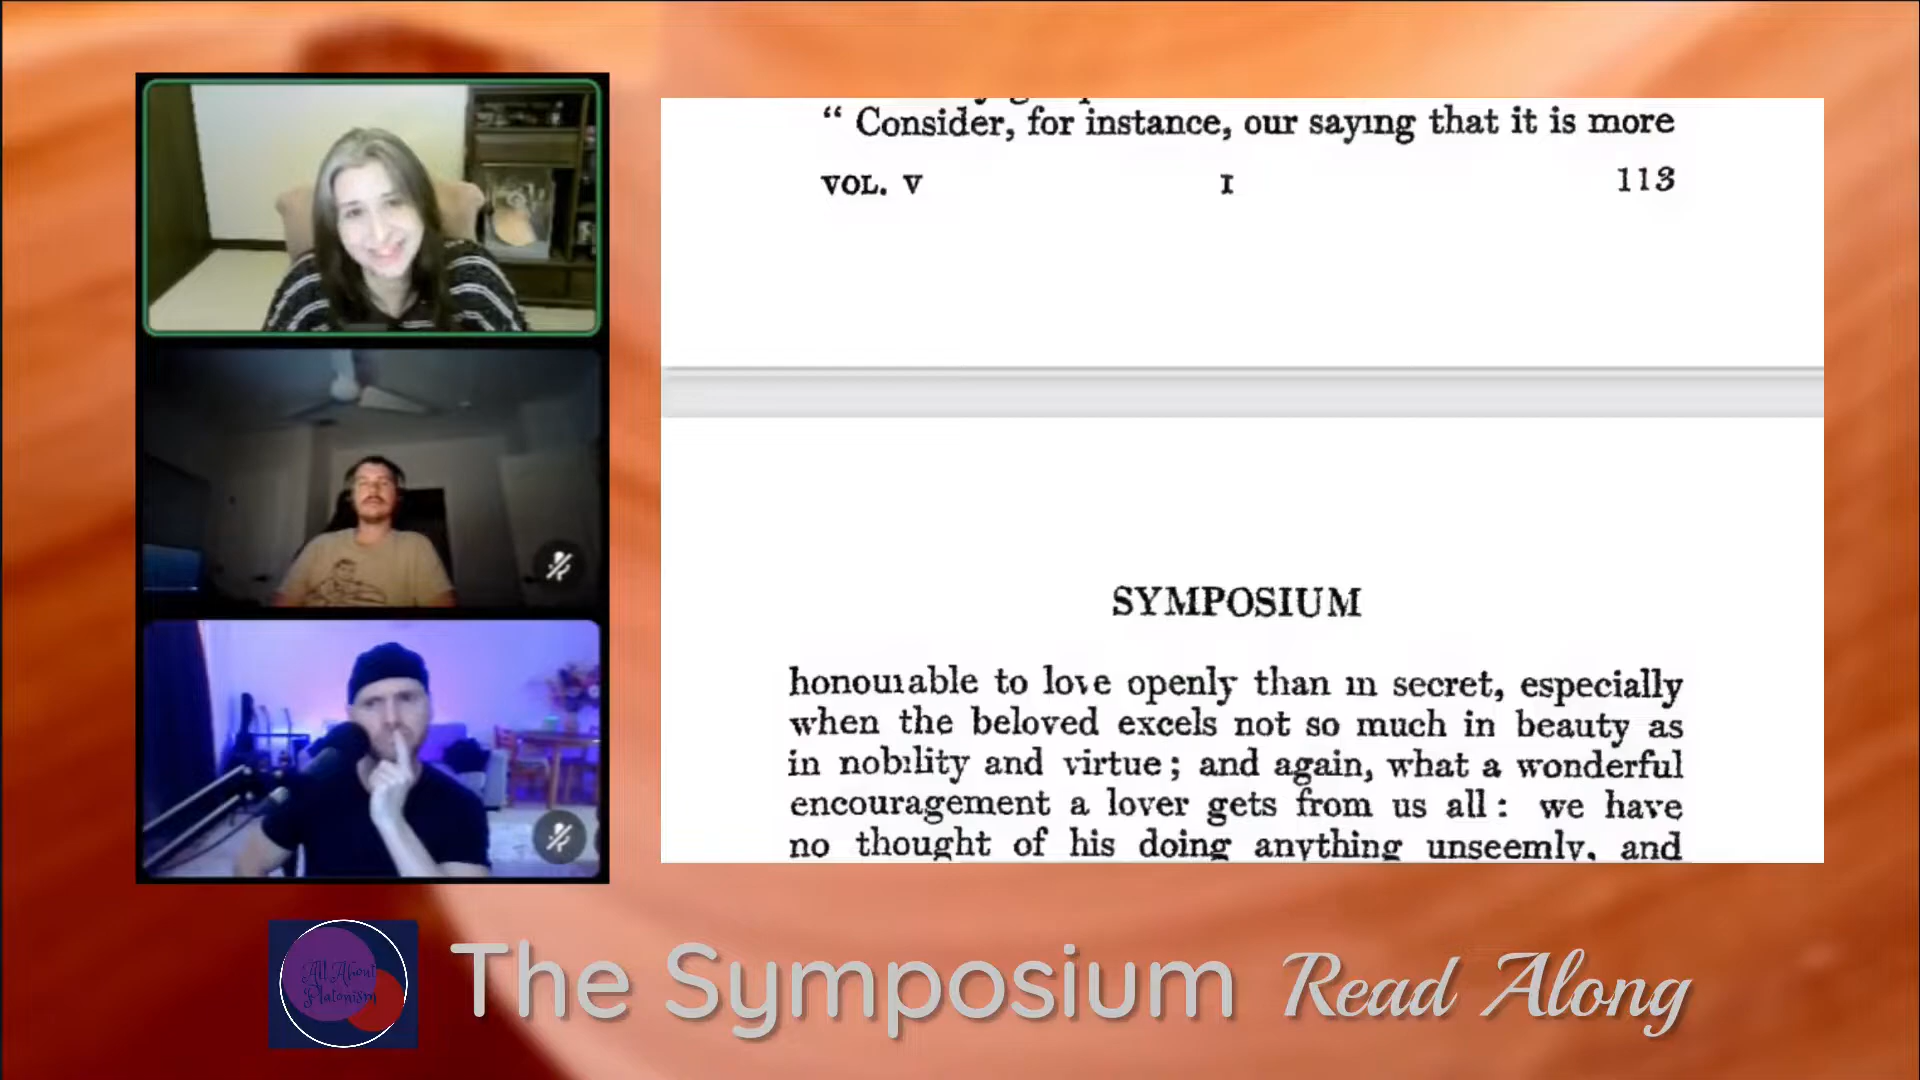 “ Consider, for instance, our saying that it is more
VOL. V I 113
SYMPOSIUM
honourable to love openly than in secret, especially
when the beloved excels not so much in beauty as
in nobility and virtue ; and again, what a wonderful
encouragement a lover gets from us all : we have
no thought of his doing anything unseemly, and
All About
Platonism
The Symposium Read Along